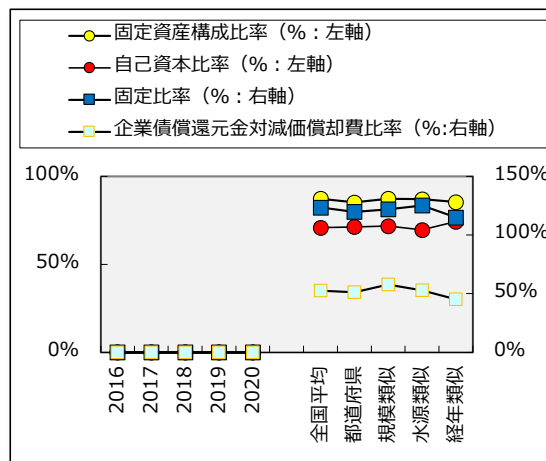 固定資産構成比率（%：左軸）
自己資本比率（%：左軸）
固定比率（%：右軸）
企業債償還元金対減価償却費比率（%:右軸）
100%
50%
0%
150%
100%
50%
0%
2016
2017
2018
2019
2020
全国平均
都道府県
規模類似
水源類似
経年類似